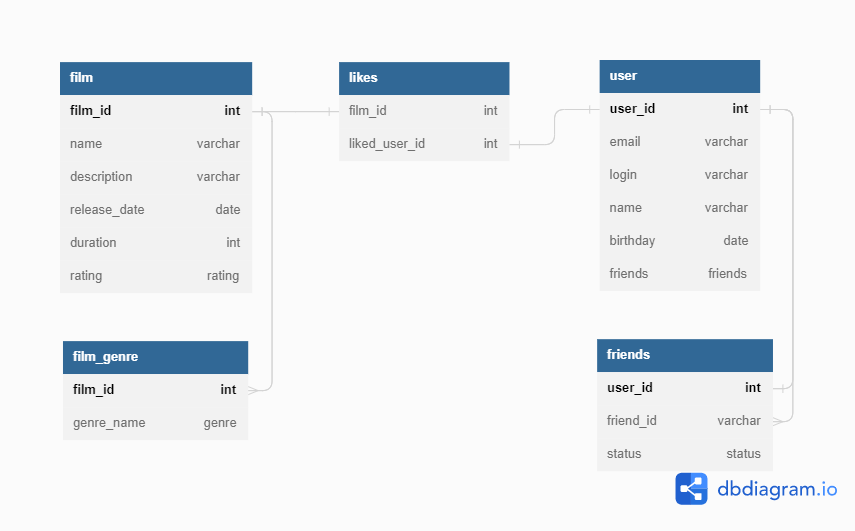 film
film_id int
name varchar
description varchar
release_date date
duration int
rating rating
likes
film_id int
liked_user_id int
user
user_id int
email varchar
login varchar
name varchar
birthday date
friends friends
film_genre
film_id int
genre_name genre
friends
user_id int
friend_id varchar
status status
dbdiagram.io